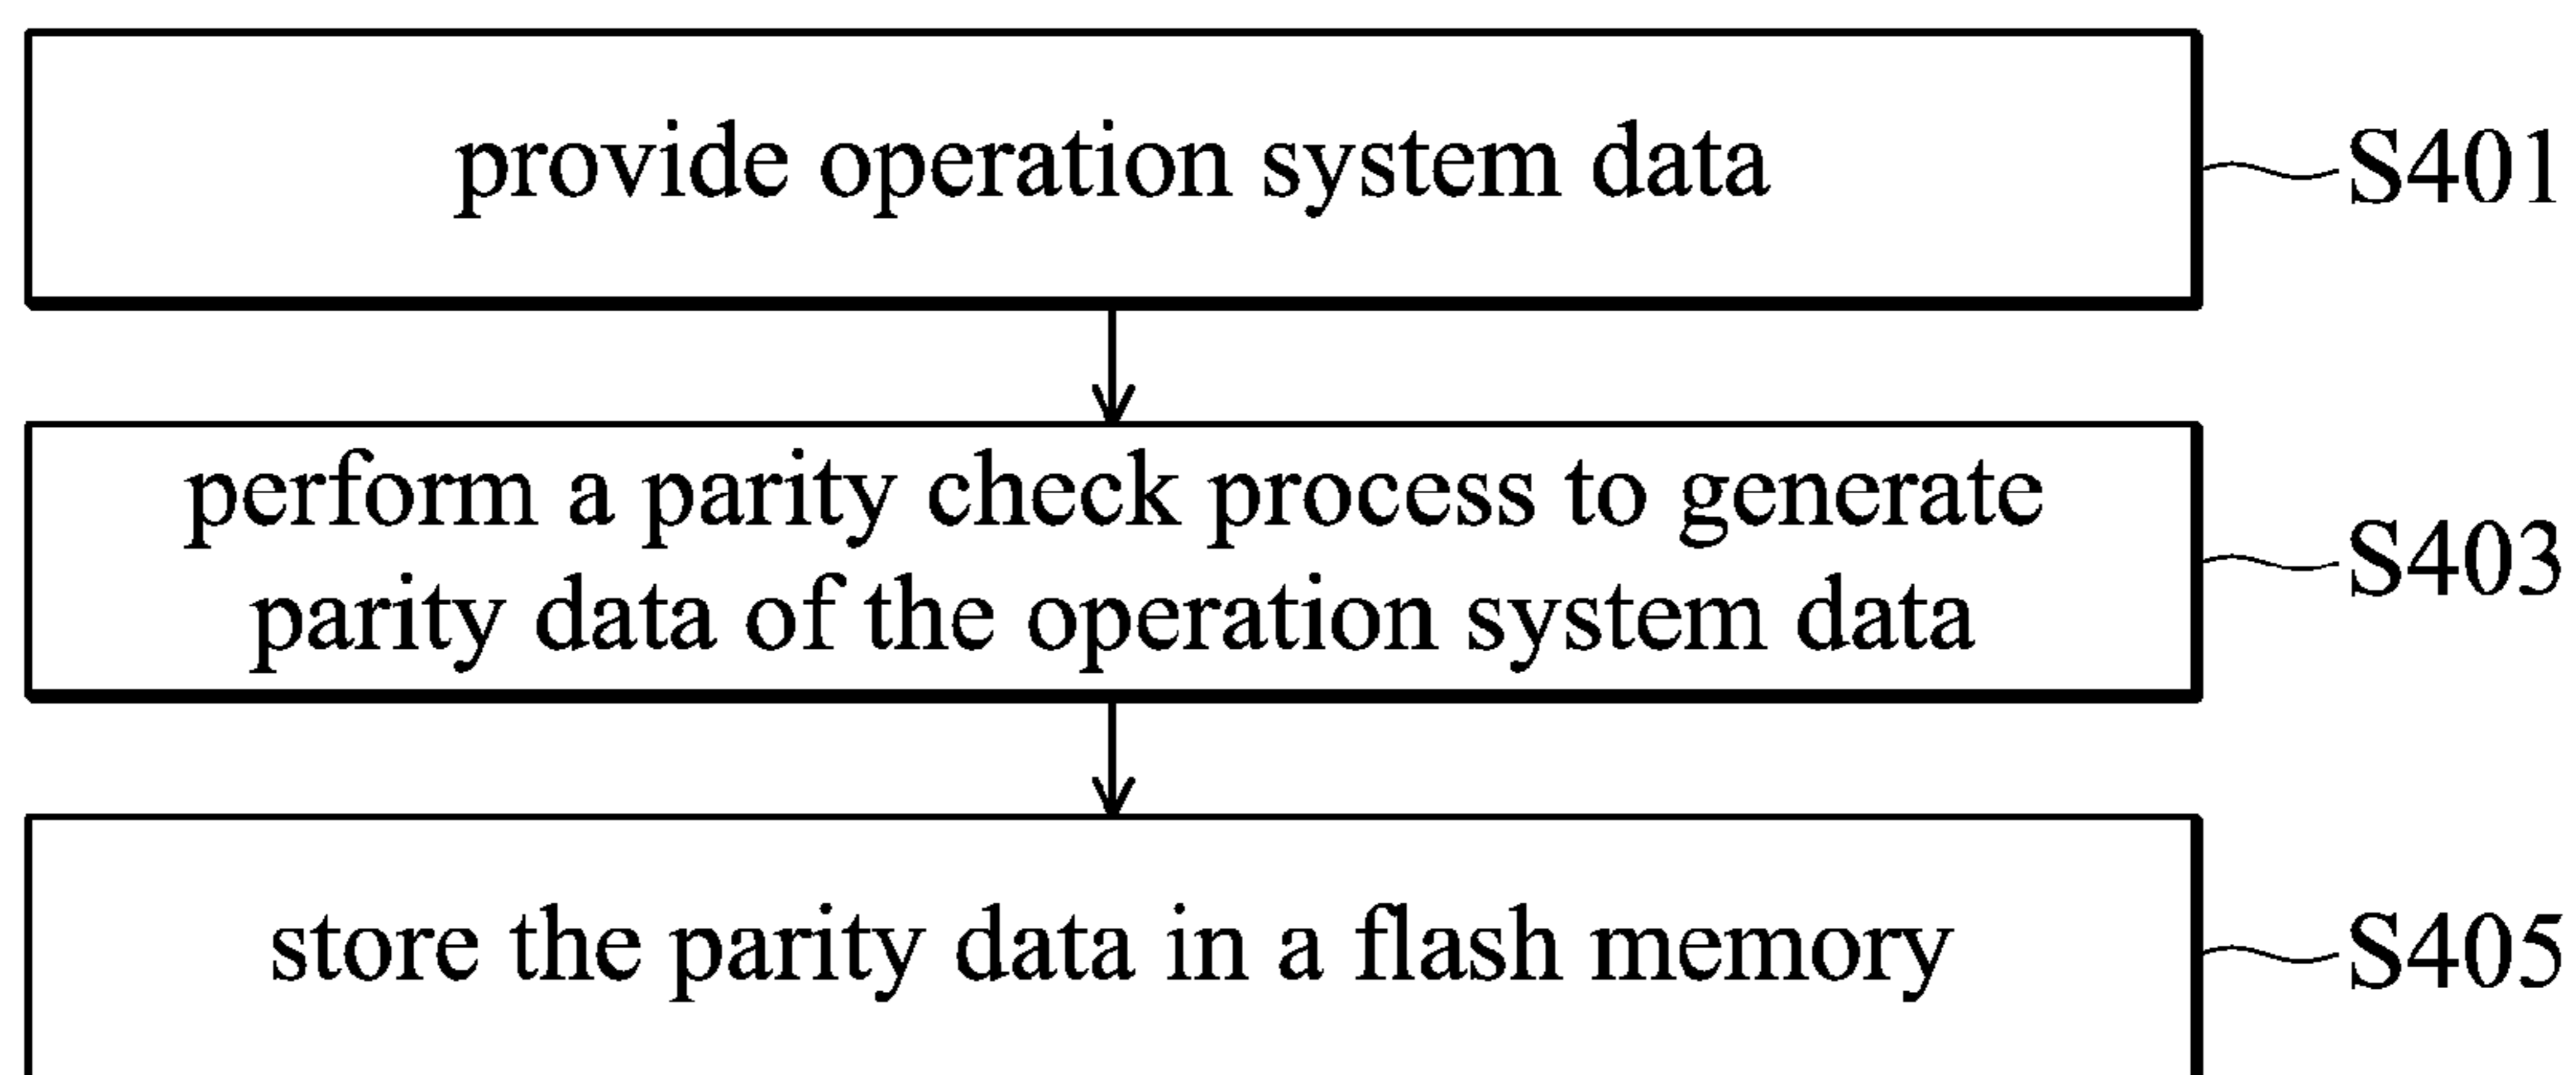 provide operation system data
S401
perform a parity check process to generate
parity data of the operation system data
S403
store the parity data in a flash memory
S405